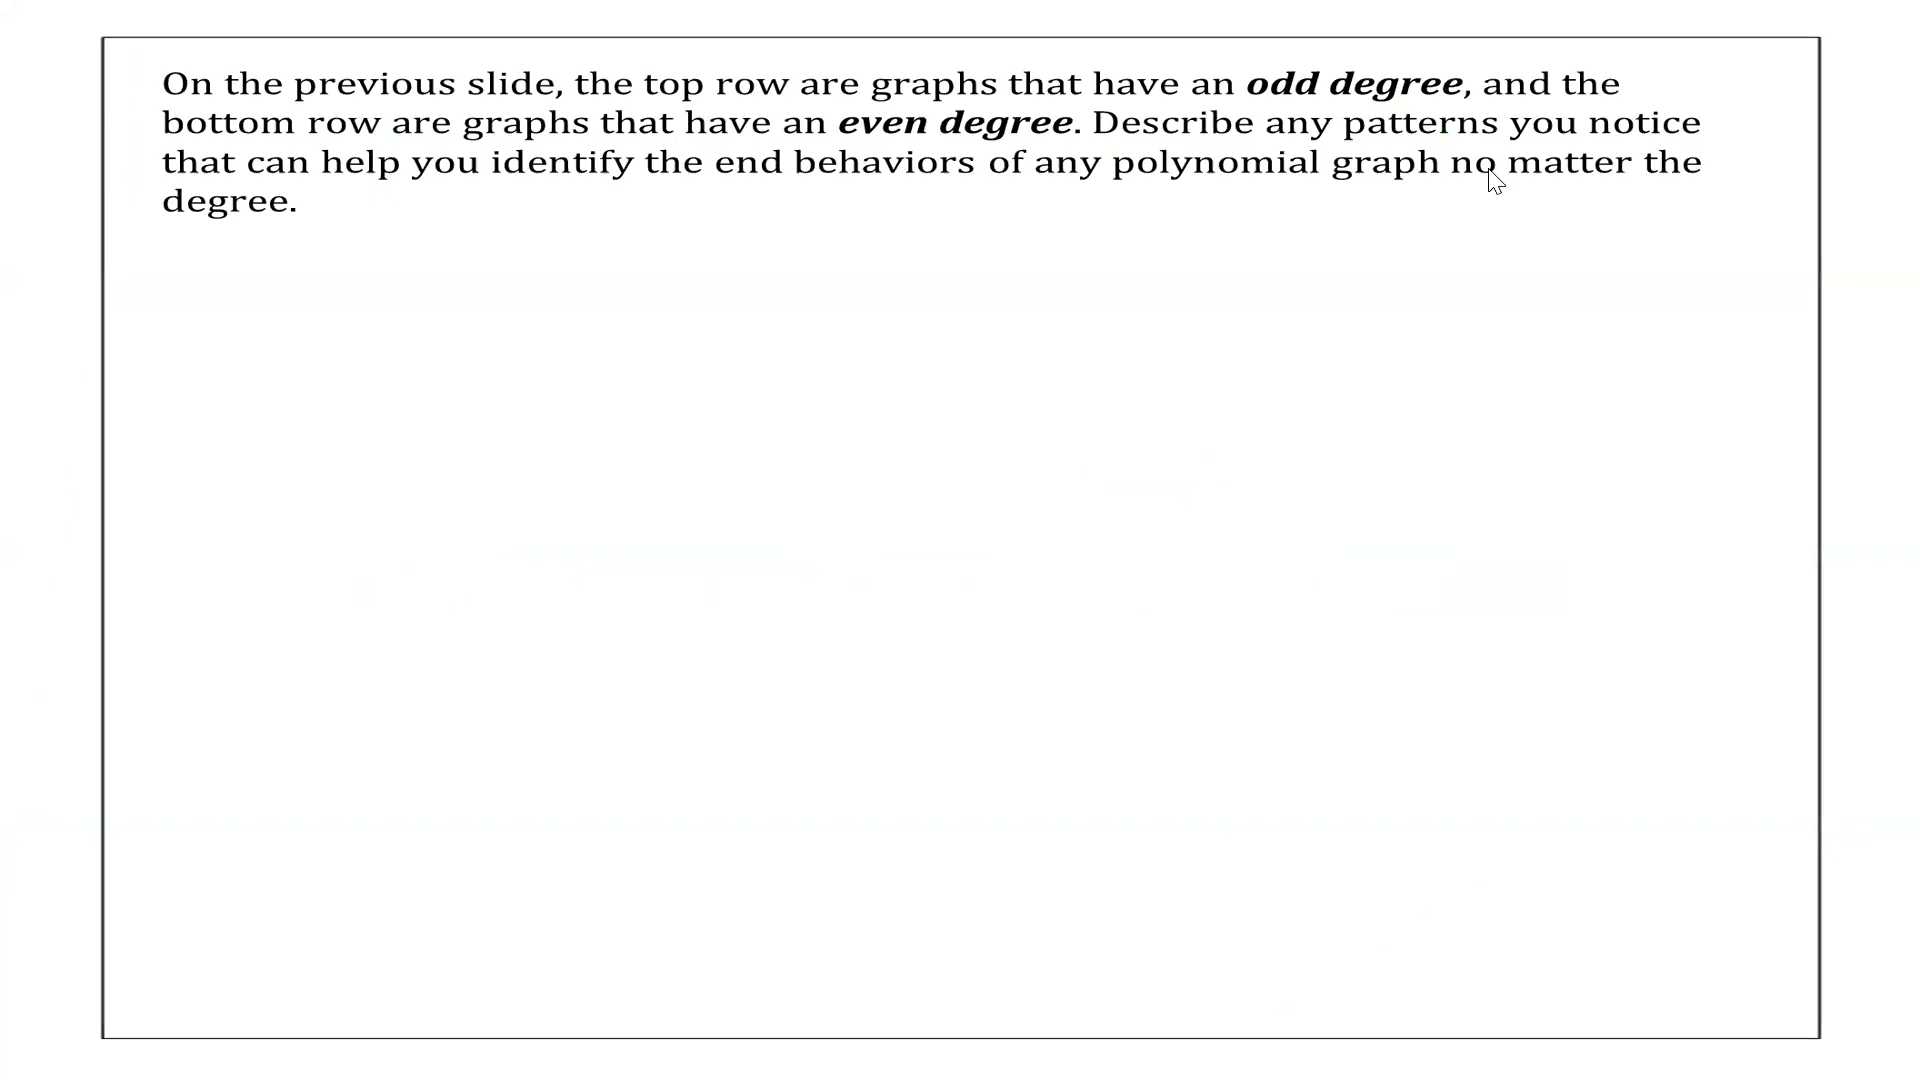 On the previous slide, the top row are graphs that have an odd degree, and the
bottom row are graphs that have an even degree. Describe any patterns you notice
that can help you identify the end behaviors of any polynomial graph no matter the
degree.